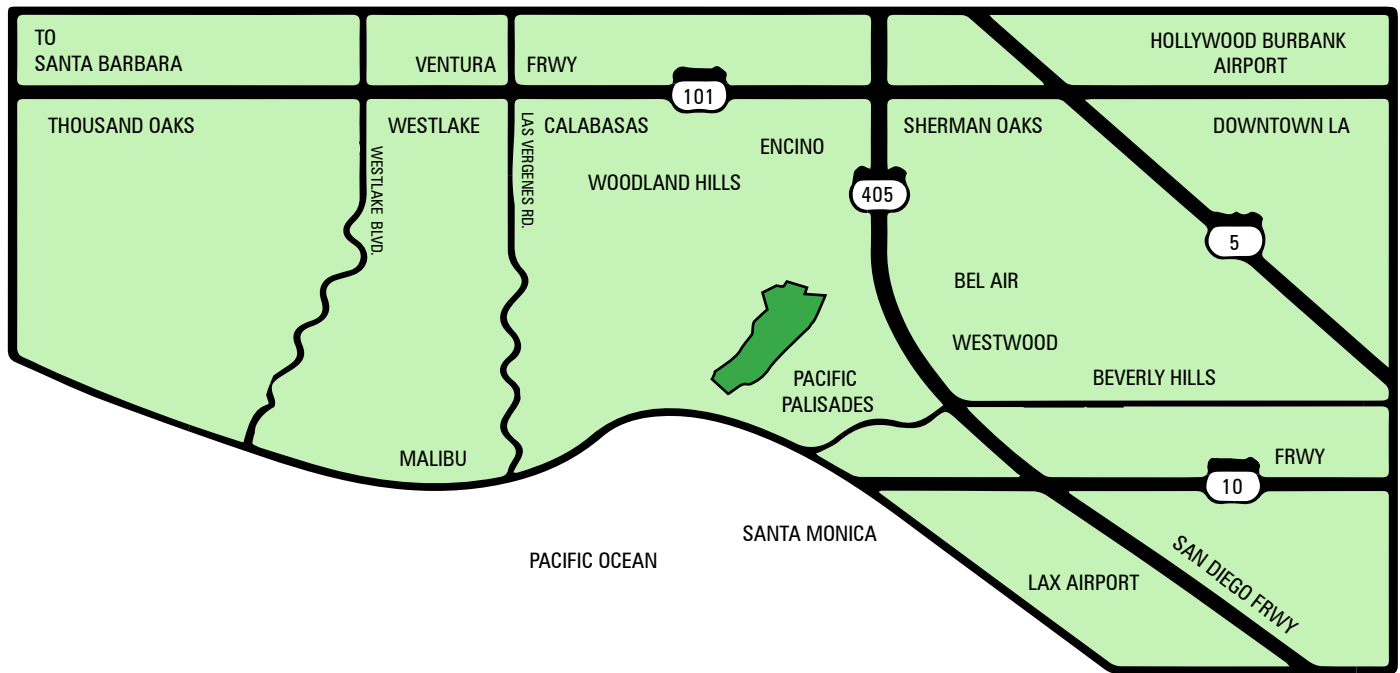 TO
SANTA BARBARA
VENTURA FRWY
HOLLYWOOD BURBANK
AIRPORT
101
THOUSAND OAKS
WESTLAKE
CALABASAS
ENCINO
SHERMAN OAKS
DOWNTOWN LA
WESTLAKE BLVD.
LAS VERGENES RD.
WOODLAND HILLS
405
5
BEL AIR
WESTWOOD
PACIFIC
PALISADES
BEVERLY HILLS
MALIBU
FRWY
10
SANTA MONICA
PACIFIC OCEAN
LAX AIRPORT
SAN DIEGO FRWY